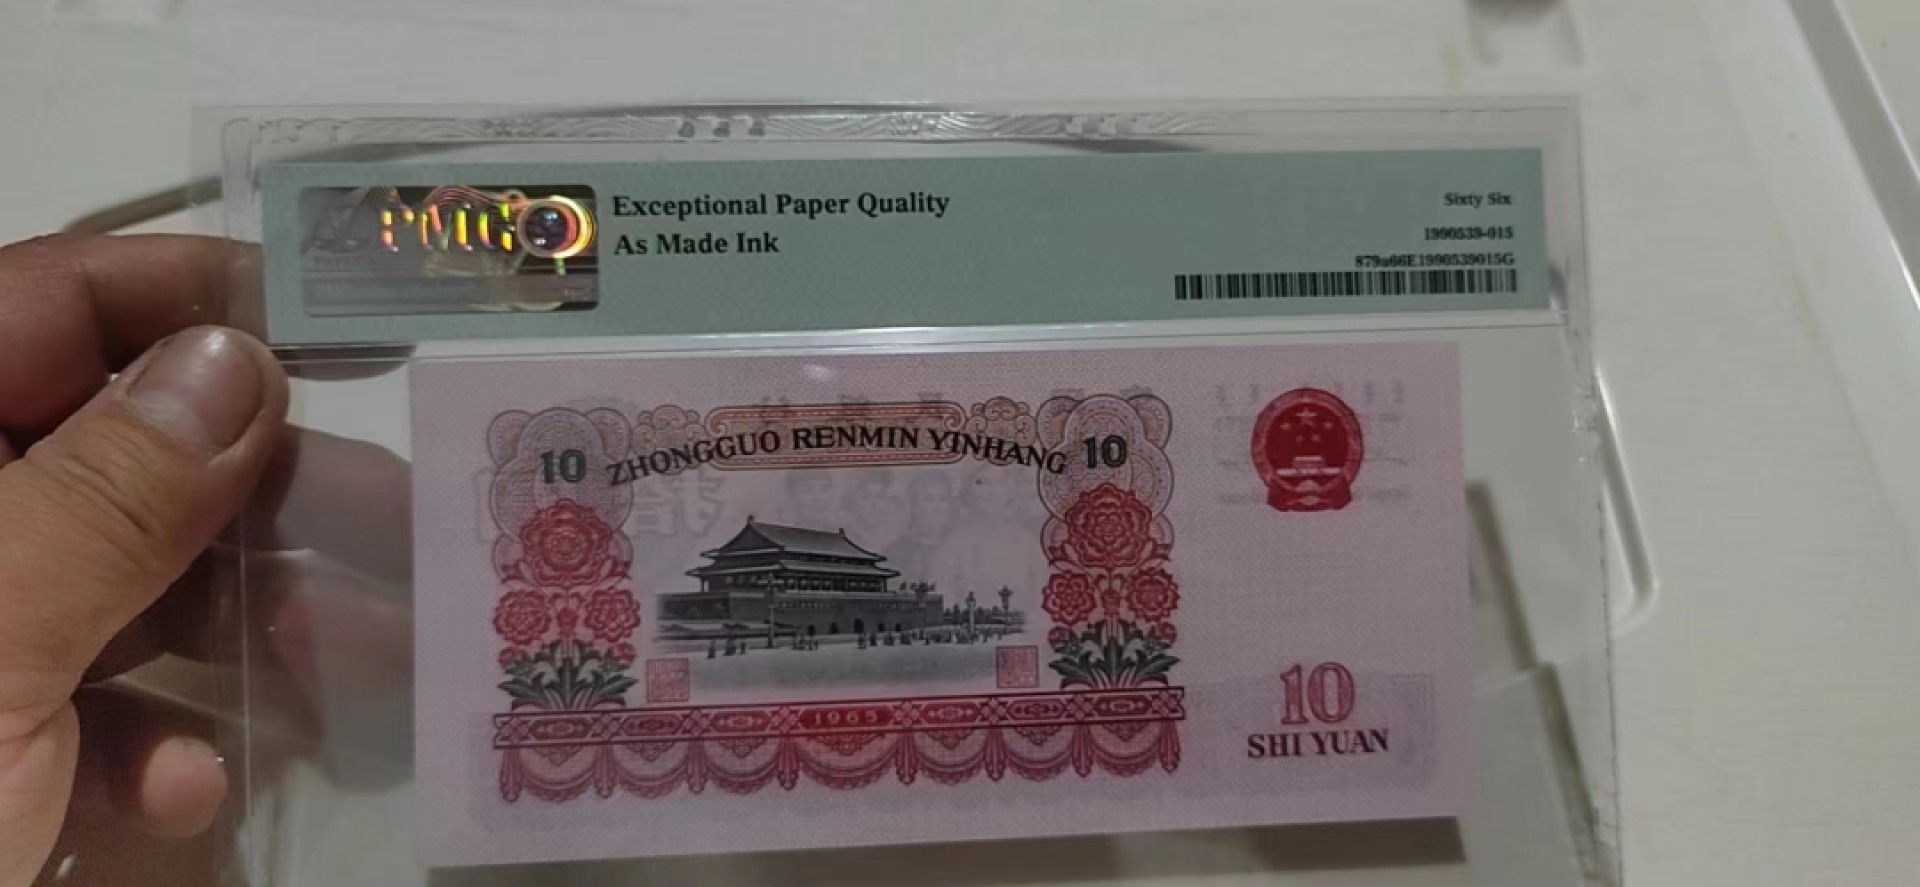 PMG
Exceptional Paper Quality
As Made Ink
Sixty Six
1990539-015
879a66E1990539015G
10 ZHONGGUO RENMIN YINHANG 10
1965
10
SHI YUAN